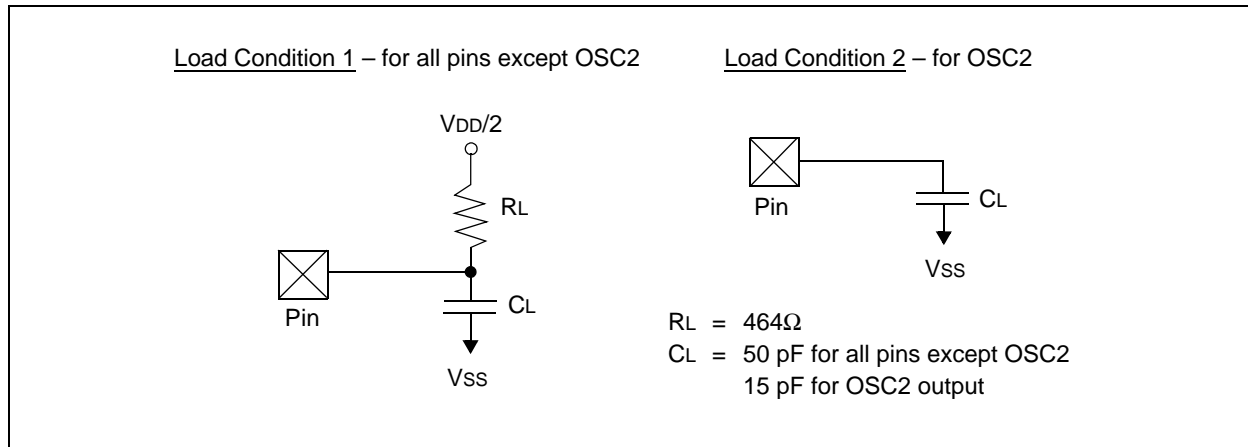 Load Condition 1 – for all pins except OSC2
VDD/2
RL
Pin
CL
VSS
Load Condition 2 – for OSC2
Pin
CL
VSS
RL = 464Ω
CL = 50 pF for all pins except OSC2
15 pF for OSC2 output